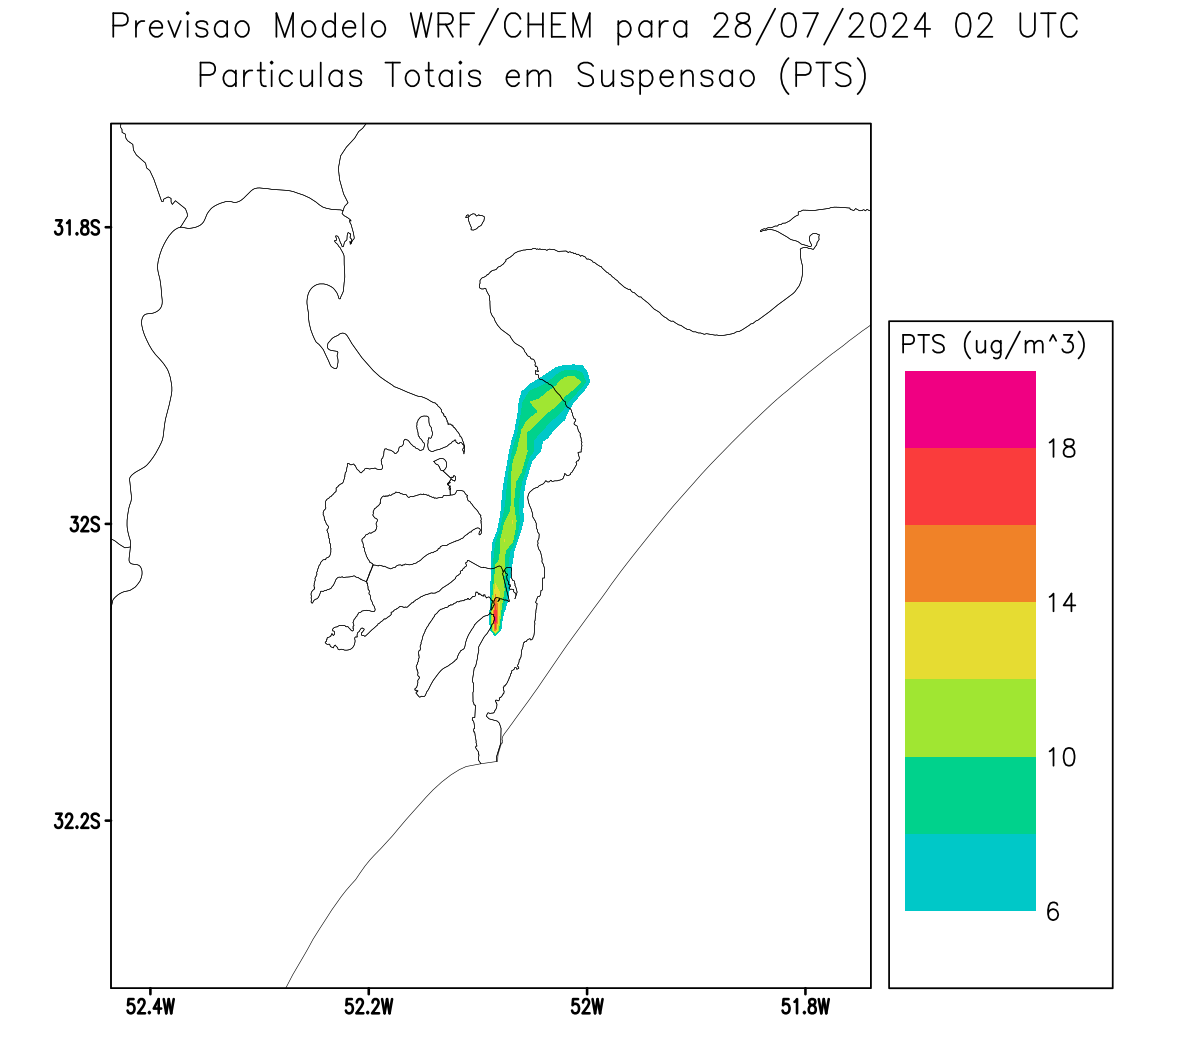 Previsao Modelo WRF/CHEM para 28/07/2024 02 UTC
Particulas Totais em Suspensao (PTS)
31.8S
32S
32.2S
52.4W
52.2W
52W
51.8W
PTS (ug/m^3)
18
14
10
6